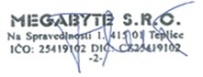 MEGABYTE S.R.O.
Na Spravedlnosti 1, 415 01 Teplice
IČO: 25419102 DIČ: CZ25419102
-2-